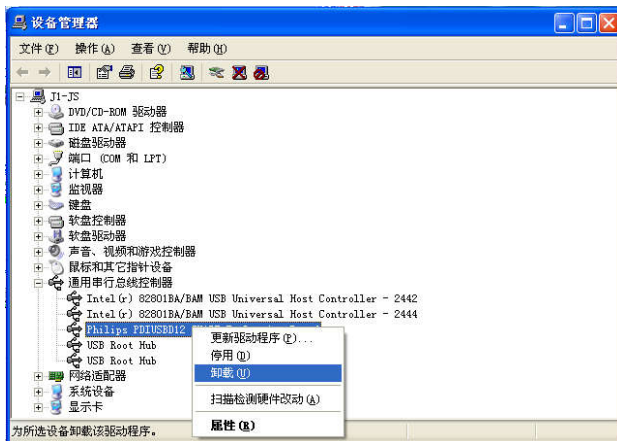 设备管理器
文件(F) 操作(A) 查看(V) 帮助(H)
J1-JS
DVD/CD-ROM 驱动器
IDE ATA/ATAPI 控制器
磁盘驱动器
端口 (COM 和 LPT)
计算机
监视器
键盘
软盘控制器
软盘驱动器
声音、视频和游戏控制器
鼠标和其它指针设备
通用串行总线控制器
Intel(r) 82801BA/BAM USB Universal Host Controller - 2442
Intel(r) 82801BA/BAM USB Universal Host Controller - 2444
Philips PDIUSBD12
USB Root Hub
USB Root Hub
网络适配器
系统设备
显示卡
更新驱动程序(P)...
停用(D)
卸载(U)
扫描检测硬件改动(A)
属性(R)
为所选设备卸载该驱动程序。